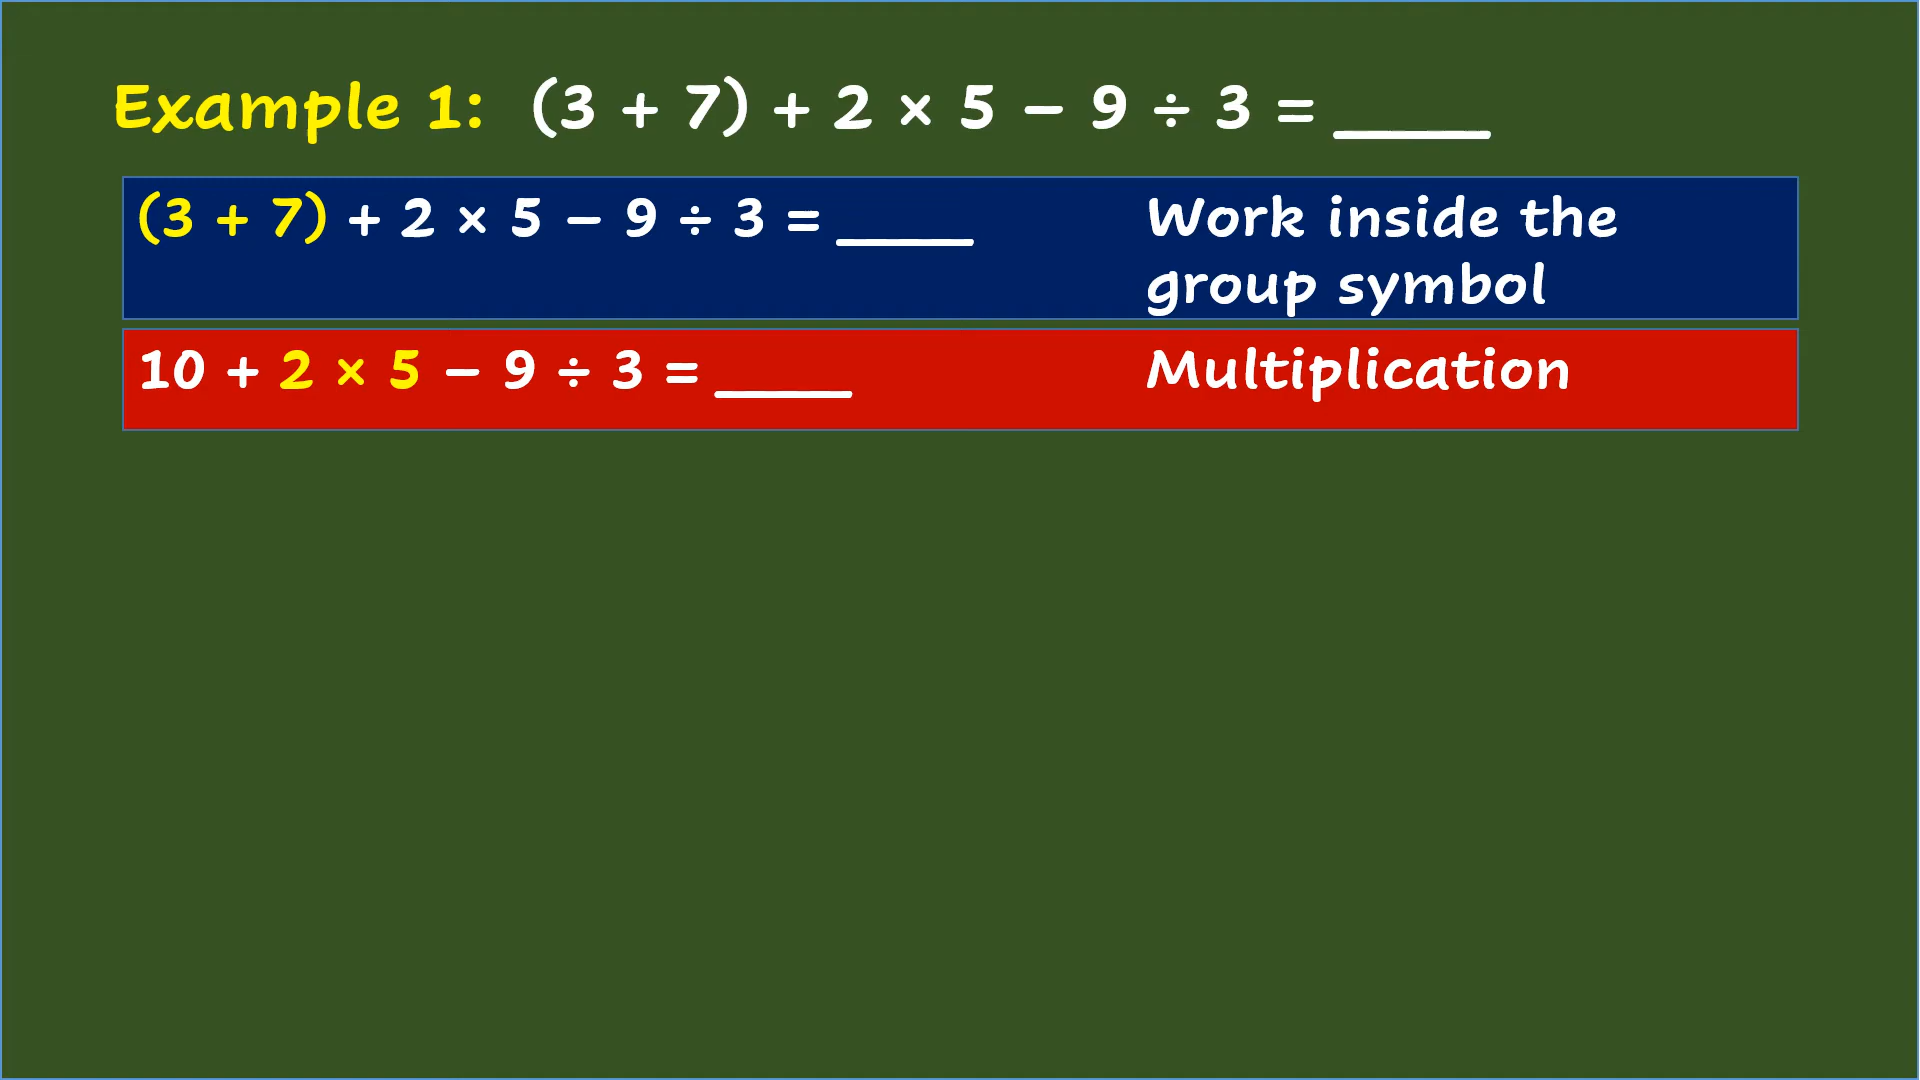 Example 1: (3 + 7) + 2 × 5 – 9 ÷ 3 = ____
(3 + 7) + 2 × 5 – 9 ÷ 3 = ____ Work inside the
group symbol
10 + 2 × 5 – 9 ÷ 3 = ____ Multiplication